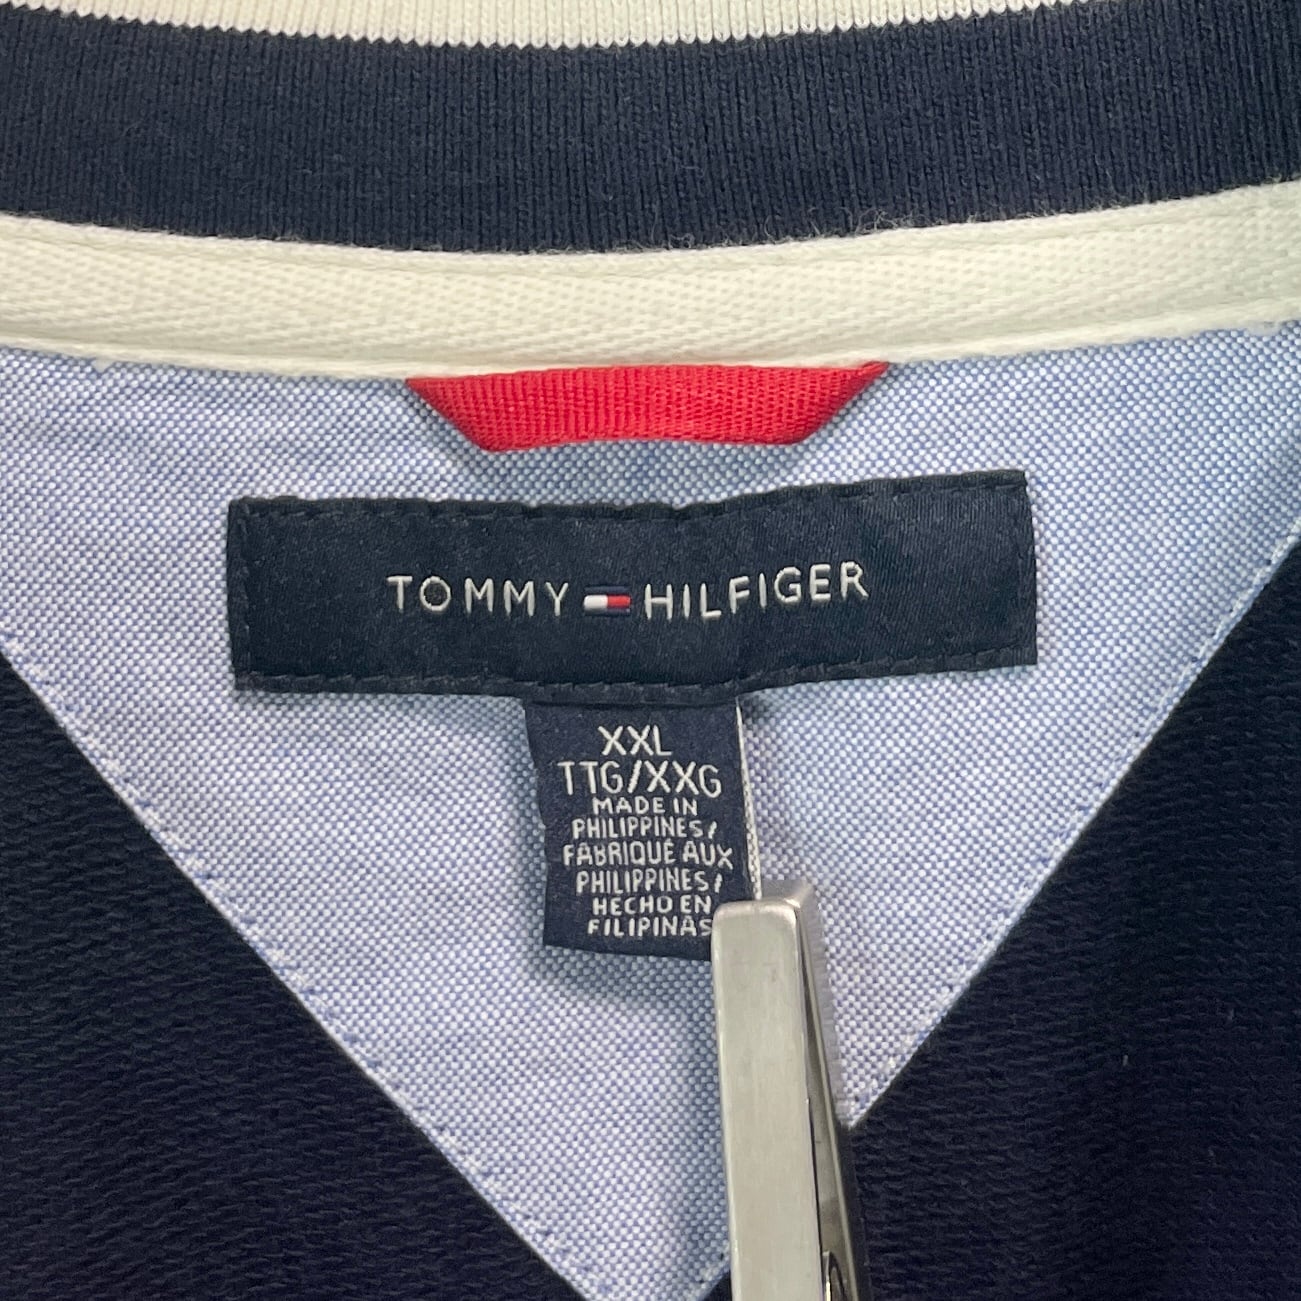 TOMMY HILFIGER
XXL
TTG/XXG
MADE IN
PHILIPPINES/
FABRIQUÉ AUX
PHILIPPINES/
HECHO EN
FILIPINAS